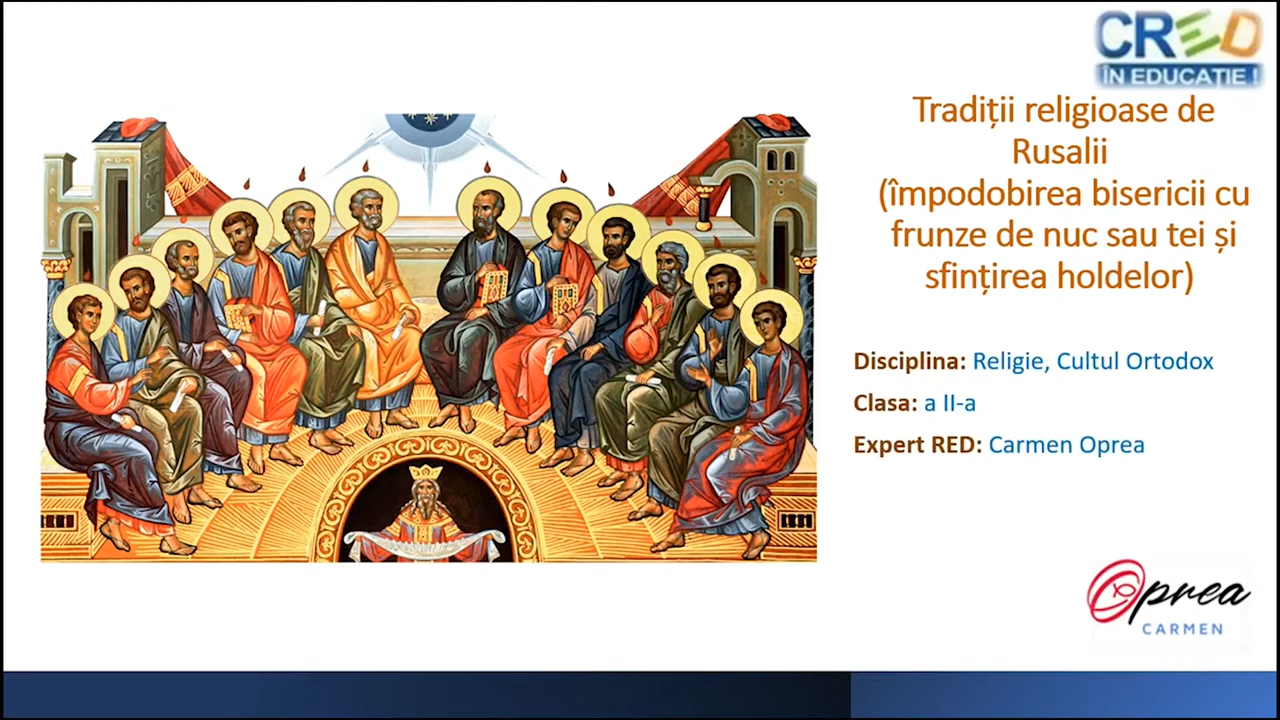 CRED
ÎN EDUCAȚIE!
Tradiții religioase de
Rusalii
(împodobirea bisericii cu
frunze de nuc sau tei și
sfințirea holdelor)
Disciplina: Religie, Cultul Ortodox
Clasa: a II-a
Expert RED: Carmen Oprea
Oprea
CARMEN